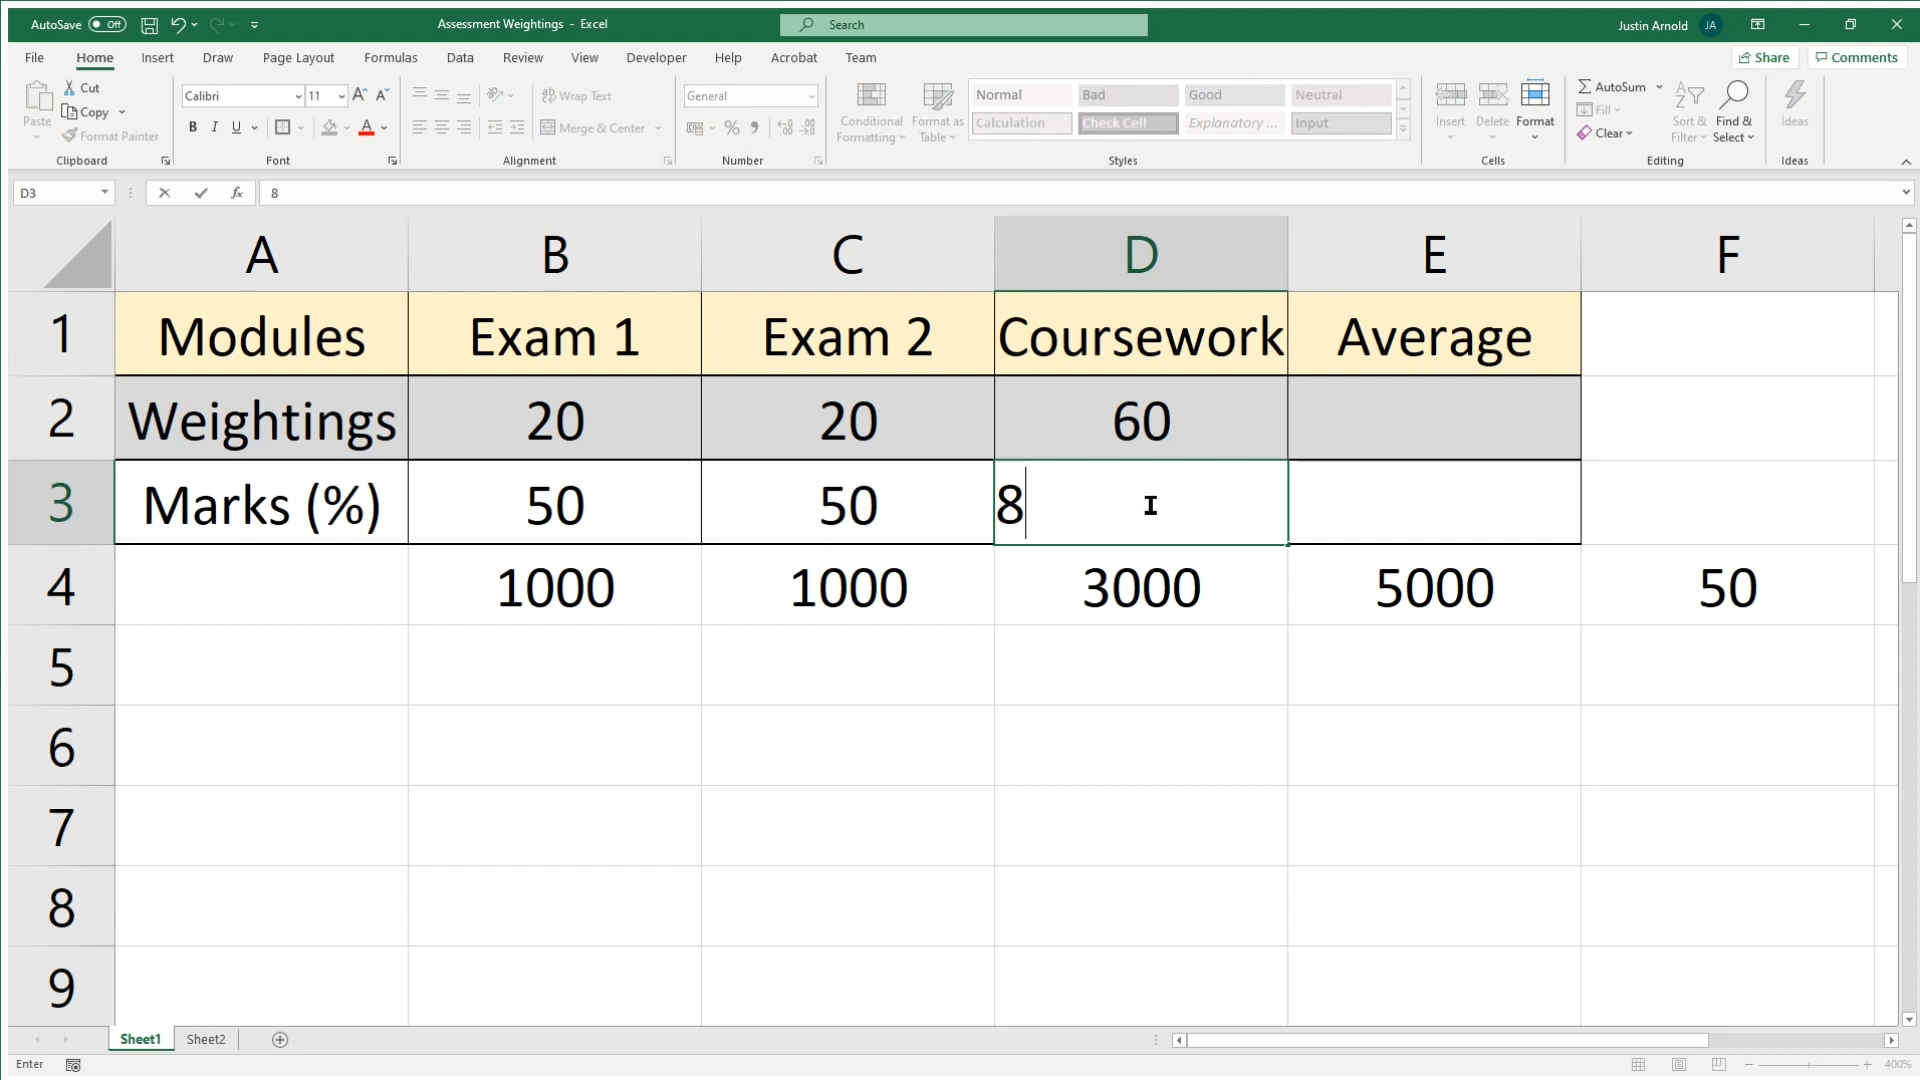 AutoSave Off Assessment Weightings - Excel Search Justin Arnold JA
File Home Insert Draw Page Layout Formulas Data Review View Developer Help Acrobat Team Share Comments
Paste Cut Copy Format Painter
Clipboard
Calibri 11 A A
B I U A
Font
Wrap Text
Merge & Center
Alignment
General
%
Number
Conditional Formatting
Format as Table
Normal Bad Good Neutral
Calculation Check Cell Explanatory ... Input
Styles
Insert Delete Format
Cells
AutoSum
Fill
Clear
Sort & Filter
Find & Select
Editing
Ideas
Ideas
D3 fx 8
A B C D E F
1 Modules Exam 1 Exam 2 Coursework Average
2 Weightings 20 20 60
3 Marks (%) 50 50 8
4 1000 1000 3000 5000 50
5
6
7
8
9
Sheet1 Sheet2
Enter 400%